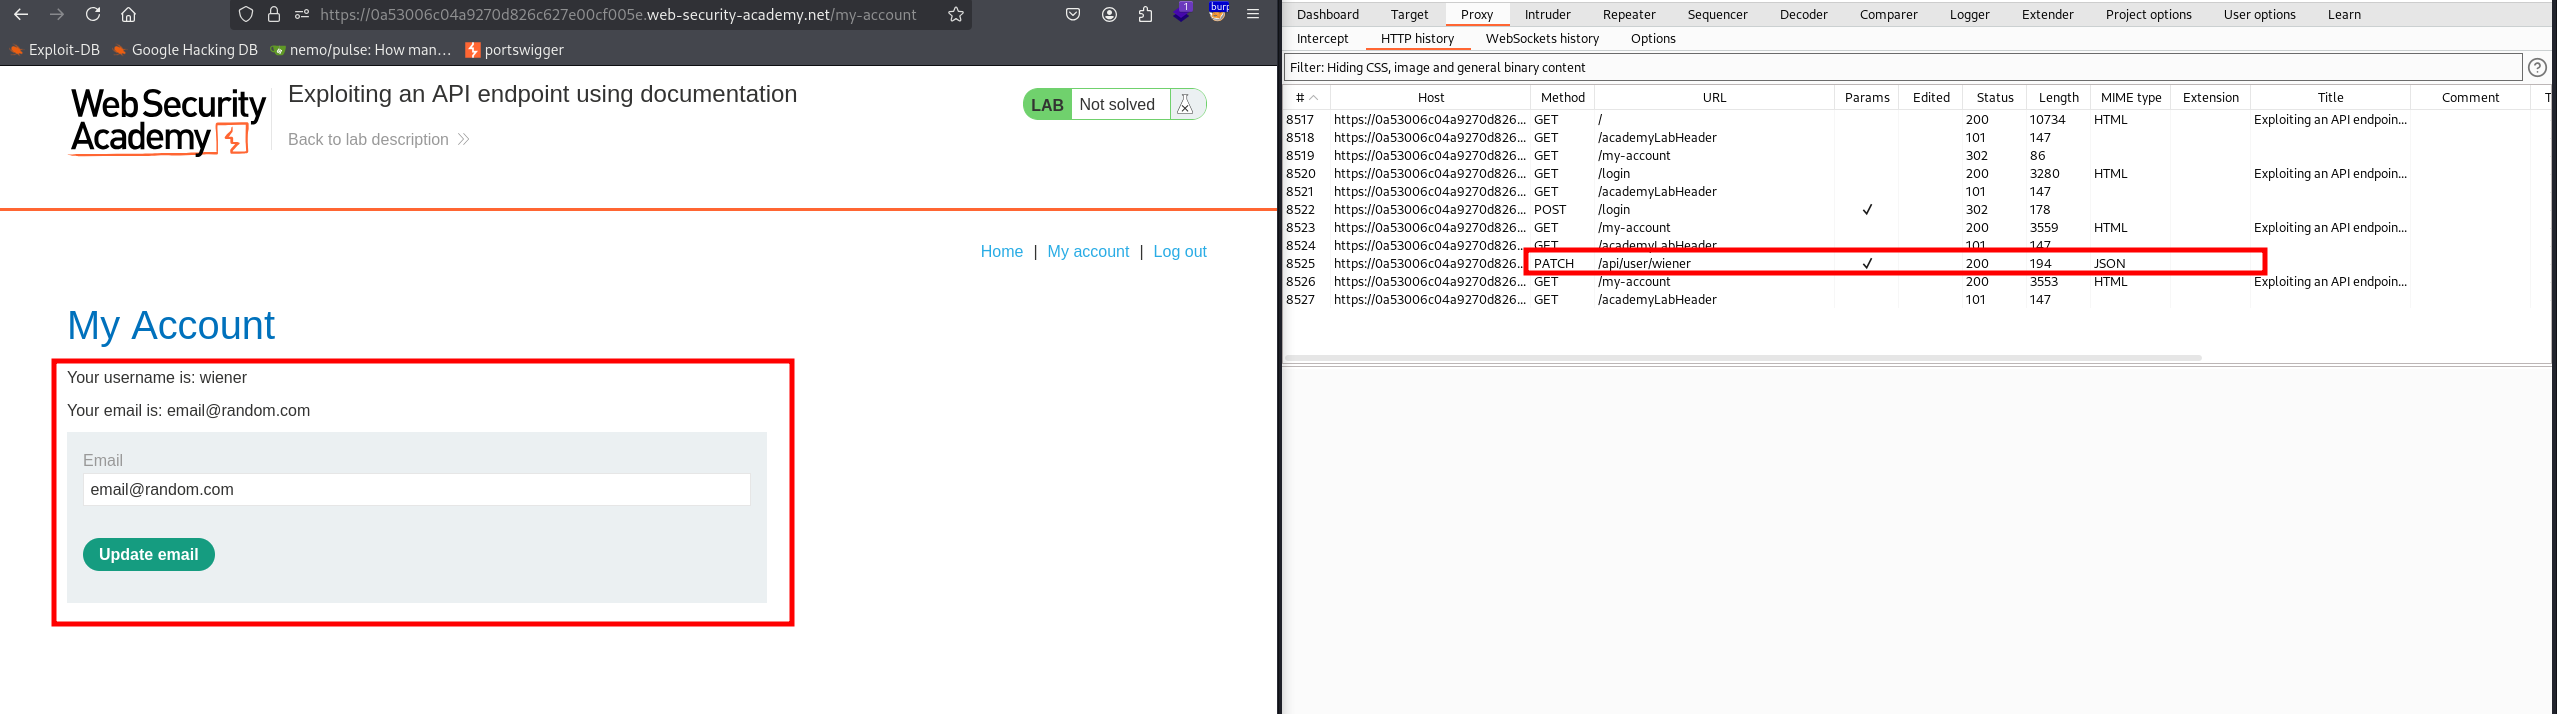 https://0a53006c04a9270d826c627e00cf005e.web-security-academy.net/my-account
1
burp
Exploit-DB Google Hacking DB nemo/pulse: How man… portswigger
Web Security Academy
Exploiting an API endpoint using documentation
Back to lab description
LAB Not solved
Home | My account | Log out
My Account
Your username is: wiener
Your email is: email@random.com
Email
email@random.com
Update email
Dashboard Target Proxy Intruder Repeater Sequencer Decoder Comparer Logger Extender Project options User options Learn
Intercept HTTP history WebSockets history Options
Filter: Hiding CSS, image and general binary content ?
# Host Method URL Params Edited Status Length MIME type Extension Title Comment T
8517 https://0a53006c04a9270d826... GET / 200 10734 HTML Exploiting an API endpoin...
8518 https://0a53006c04a9270d826... GET /academyLabHeader 101 147
8519 https://0a53006c04a9270d826... GET /my-account 302 86
8520 https://0a53006c04a9270d826... GET /login 200 3280 HTML Exploiting an API endpoin...
8521 https://0a53006c04a9270d826... GET /academyLabHeader 101 147
8522 https://0a53006c04a9270d826... POST /login ✓ 302 178
8523 https://0a53006c04a9270d826... GET /my-account 200 3559 HTML Exploiting an API endpoin...
8524 https://0a53006c04a9270d826... GET /academyLabHeader 101 147
8525 https://0a53006c04a9270d826... PATCH /api/user/wiener ✓ 200 194 JSON
8526 https://0a53006c04a9270d826... GET /my-account 200 3553 HTML Exploiting an API endpoin...
8527 https://0a53006c04a9270d826... GET /academyLabHeader 101 147